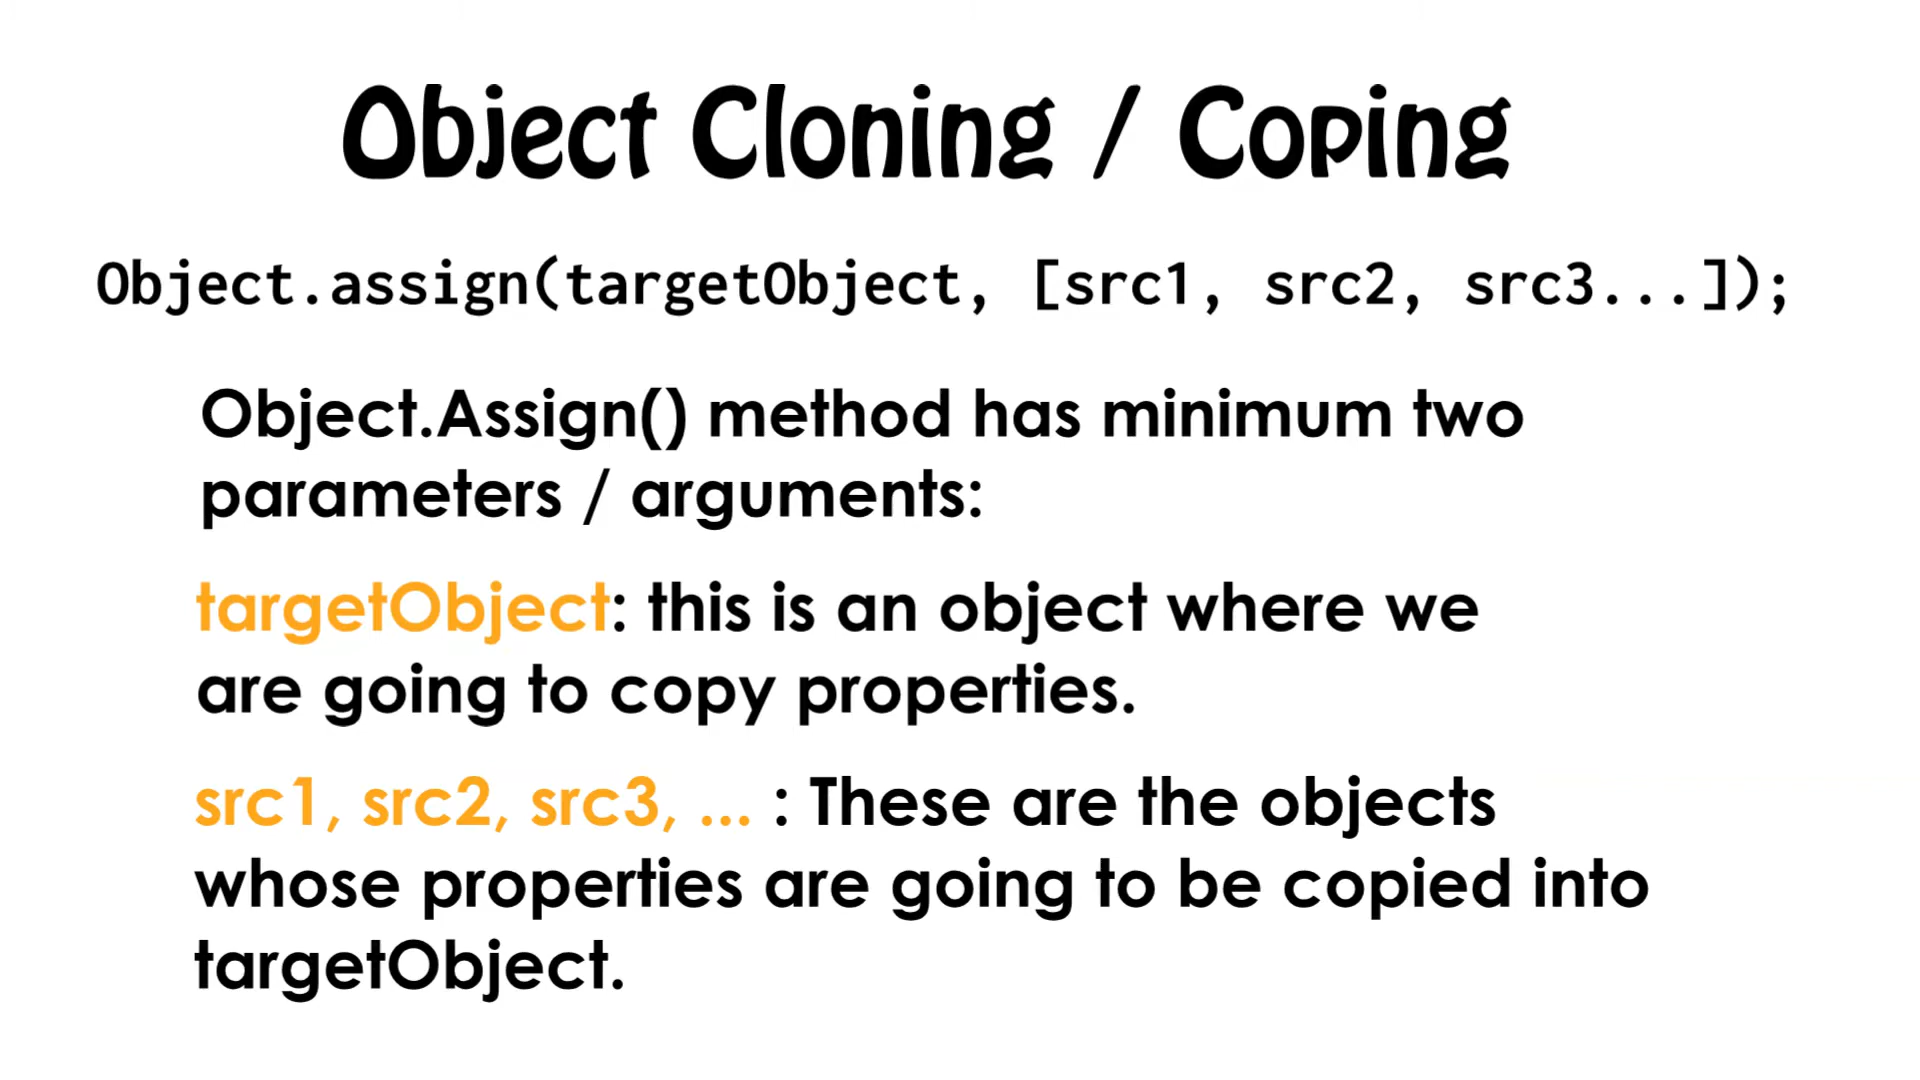 Object Cloning / Coping
Object.assign(targetObject, [src1, src2, src3...]);
Object.Assign() method has minimum two
parameters / arguments:
targetObject: this is an object where we
are going to copy properties.
src1, src2, src3, ... : These are the objects
whose properties are going to be copied into
targetObject.